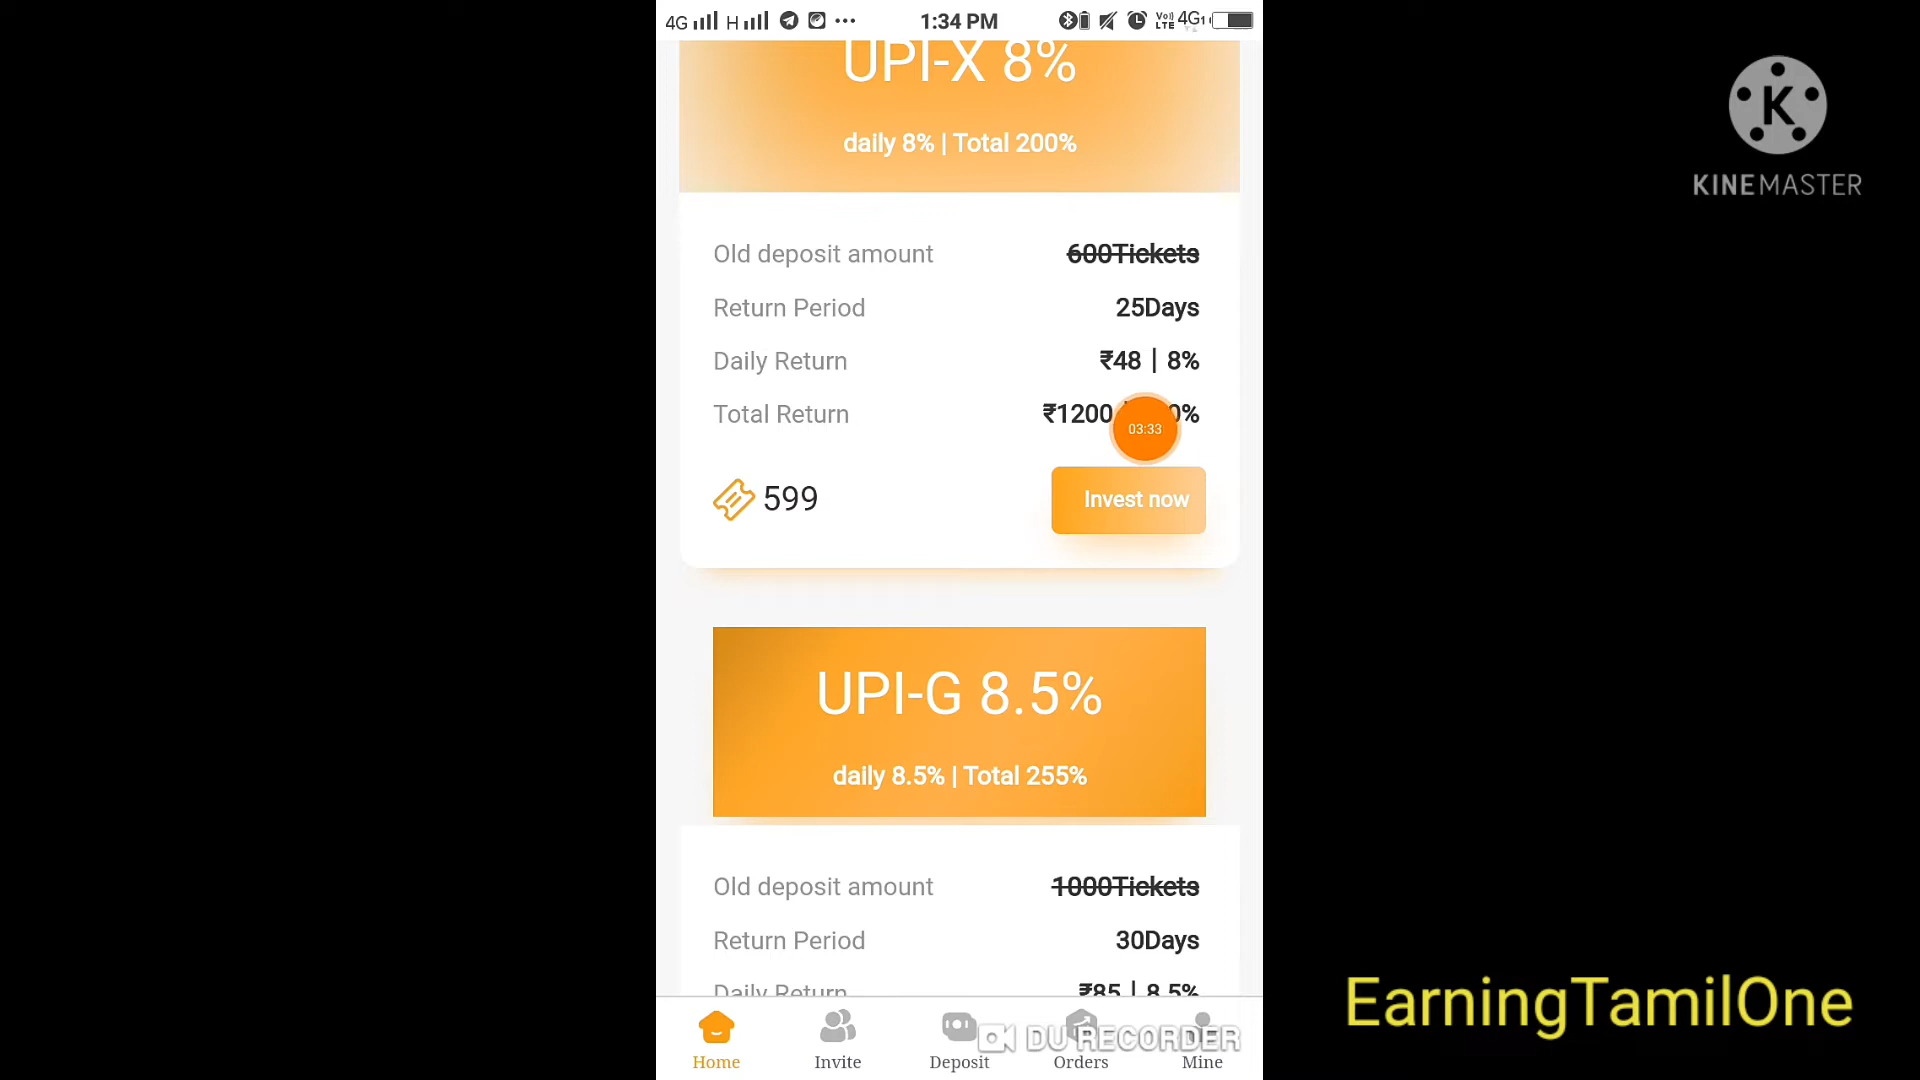 4G H ••• 1:34 PM VoLTE 4G
UPI-X 8%
daily 8% | Total 200%
Old deposit amount 600Tickets
Return Period 25Days
Daily Return ₹48 | 8%
Total Return ₹1200 0%
03:33
599 Invest now
UPI-G 8.5%
daily 8.5% | Total 255%
Old deposit amount 1000Tickets
Return Period 30Days
Daily Return ₹85 | 8.5%
DU RECORDER
Home Invite Deposit Orders Mine
K
KINEMASTER
EarningTamilOne